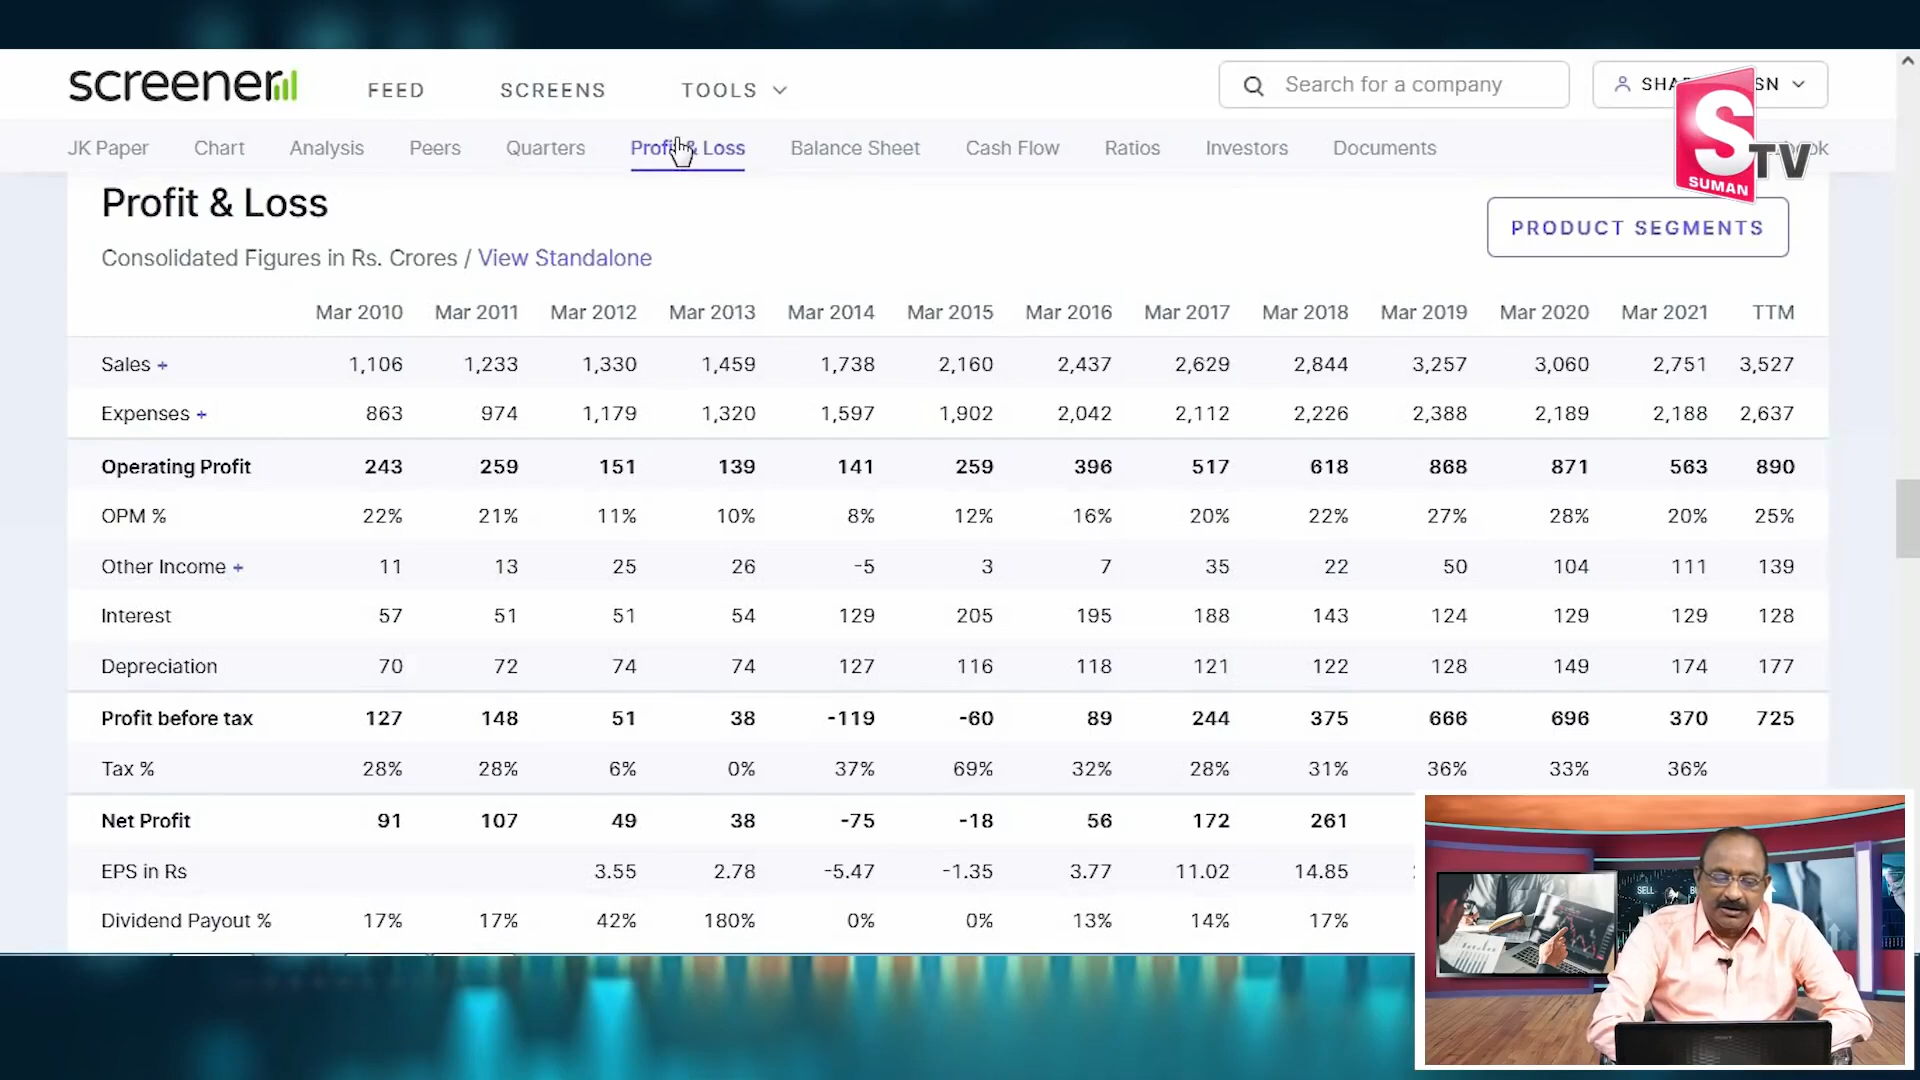 screener FEED SCREENS TOOLS Search for a company
S TV SUMAN
JK Paper Chart Analysis Peers Quarters Profit & Loss Balance Sheet Cash Flow Ratios Investors Documents
Profit & Loss
PRODUCT SEGMENTS
Consolidated Figures in Rs. Crores / View Standalone
Mar 2010 Mar 2011 Mar 2012 Mar 2013 Mar 2014 Mar 2015 Mar 2016 Mar 2017 Mar 2018 Mar 2019 Mar 2020 Mar 2021 TTM
Sales + 1,106 1,233 1,330 1,459 1,738 2,160 2,437 2,629 2,844 3,257 3,060 2,751 3,527
Expenses + 863 974 1,179 1,320 1,597 1,902 2,042 2,112 2,226 2,388 2,189 2,188 2,637
Operating Profit 243 259 151 139 141 259 396 517 618 868 871 563 890
OPM % 22% 21% 11% 10% 8% 12% 16% 20% 22% 27% 28% 20% 25%
Other Income + 11 13 25 26 -5 3 7 35 22 50 104 111 139
Interest 57 51 51 54 129 205 195 188 143 124 129 129 128
Depreciation 70 72 74 74 127 116 118 121 122 128 149 174 177
Profit before tax 127 148 51 38 -119 -60 89 244 375 666 696 370 725
Tax % 28% 28% 6% 0% 37% 69% 32% 28% 31% 36% 33% 36%
Net Profit 91 107 49 38 -75 -18 56 172 261
EPS in Rs 3.55 2.78 -5.47 -1.35 3.77 11.02 14.85
Dividend Payout % 17% 17% 42% 180% 0% 0% 13% 14% 17%
SELL